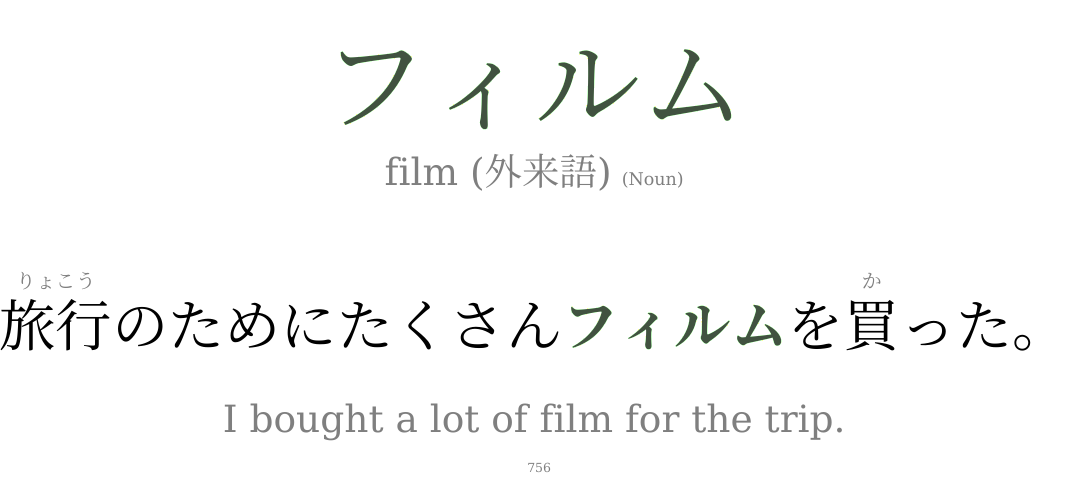 フィルム
film (外来語) (Noun)
りょこう か
旅行のためにたくさんフィルムを買った。
I bought a lot of film for the trip.
756